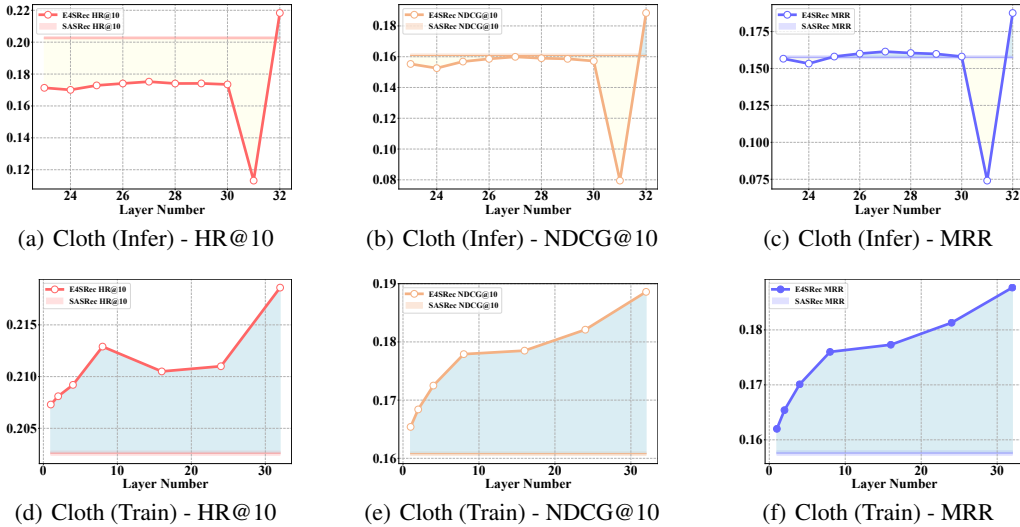 E4SRec HR@10
SASRec HR@10
0.22
0.20
0.18
0.16
0.14
0.12
24 26 28 30 32
Layer Number
(a) Cloth (Infer) - HR@10
E4SRec NDCG@10
SASRec NDCG@10
0.18
0.16
0.14
0.12
0.10
0.08
24 26 28 30 32
Layer Number
(b) Cloth (Infer) - NDCG@10
E4SRec MRR
SASRec MRR
0.175
0.150
0.125
0.100
0.075
24 26 28 30 32
Layer Number
(c) Cloth (Infer) - MRR
E4SRec HR@10
SASRec HR@10
0.215
0.210
0.205
0 10 20 30
Layer Number
(d) Cloth (Train) - HR@10
E4SRec NDCG@10
SASRec NDCG@10
0.19
0.18
0.17
0.16
0 10 20 30
Layer Number
(e) Cloth (Train) - NDCG@10
E4SRec MRR
SASRec MRR
0.18
0.17
0.16
0 10 20 30
Layer Number
(f) Cloth (Train) - MRR